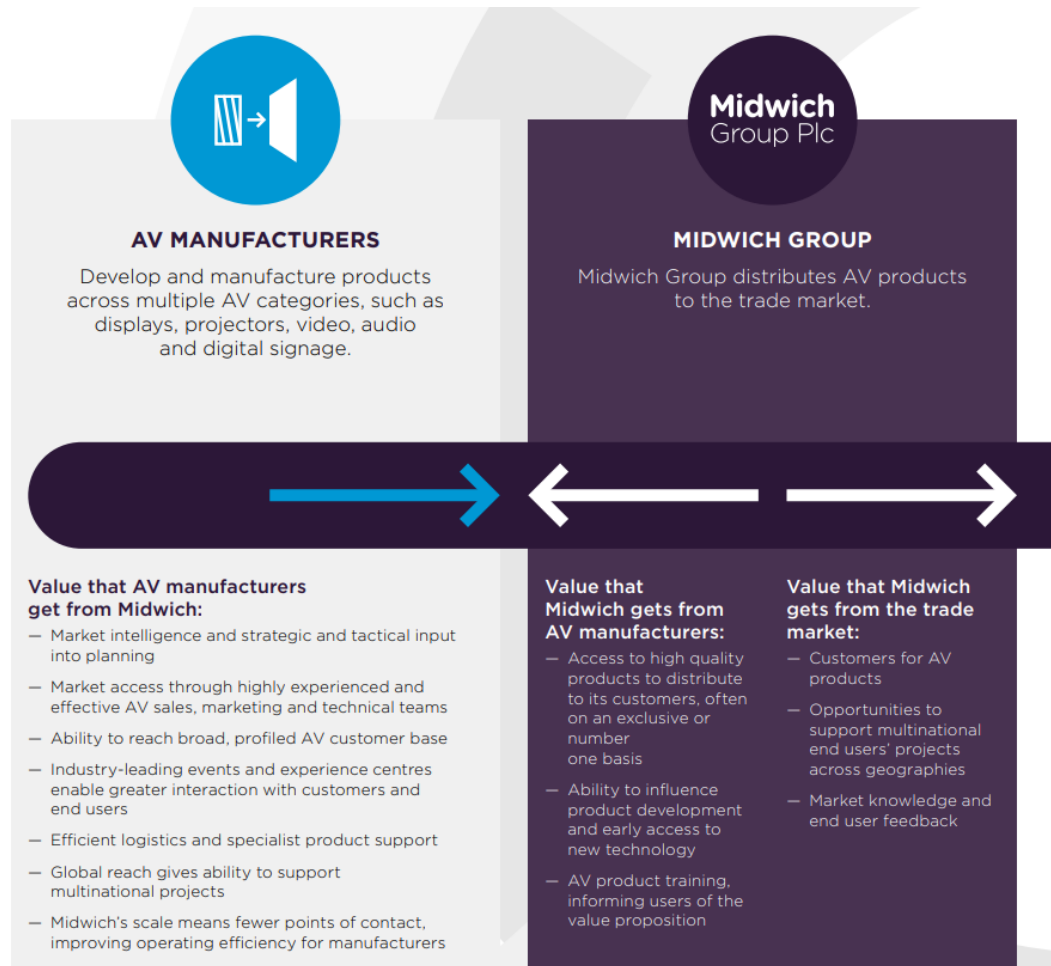 AV MANUFACTURERS
Develop and manufacture products
across multiple AV categories, such as
displays, projectors, video, audio
and digital signage.
Midwich
Group Plc
MIDWICH GROUP
Midwich Group distributes AV products
to the trade market.
Value that AV manufacturers
get from Midwich:
— Market intelligence and strategic and tactical input
into planning
— Market access through highly experienced and
effective AV sales, marketing and technical teams
— Ability to reach broad, profiled AV customer base
— Industry-leading events and experience centres
enable greater interaction with customers and
end users
— Efficient logistics and specialist product support
— Global reach gives ability to support
multinational projects
— Midwich's scale means fewer points of contact,
improving operating efficiency for manufacturers
Value that
Midwich gets from
AV manufacturers:
— Access to high quality
products to distribute
to its customers, often
on an exclusive or
number
one basis
— Ability to influence
product development
and early access to
new technology
— AV product training,
informing users of the
value proposition
Value that Midwich
gets from the trade
market:
— Customers for AV
products
— Opportunities to
support multinational
end users' projects
across geographies
— Market knowledge and
end user feedback